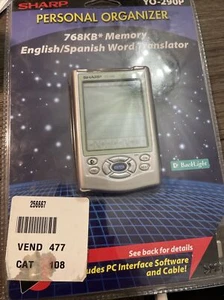 SHARP
YO-290P
PERSONAL ORGANIZER
768KB* Memory
English/Spanish Word Translator
BackLight
256667
VEND 477
CAT
108
See back for details
udes PC Interface Software
and Cable!